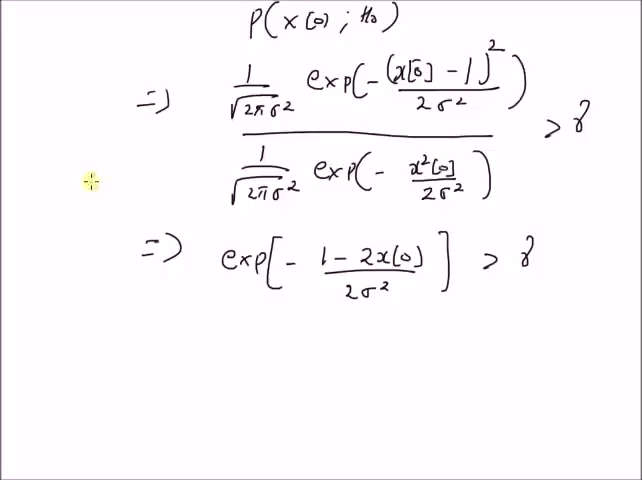 P(x[0] ; H₀)
=> 1/√2πσ² exp(-(x[0] - 1)²/2σ²)
> γ
1/√2πσ² exp(- x²[0]/2σ²)
=> exp[- 1 - 2x[0]/2σ²] > γ